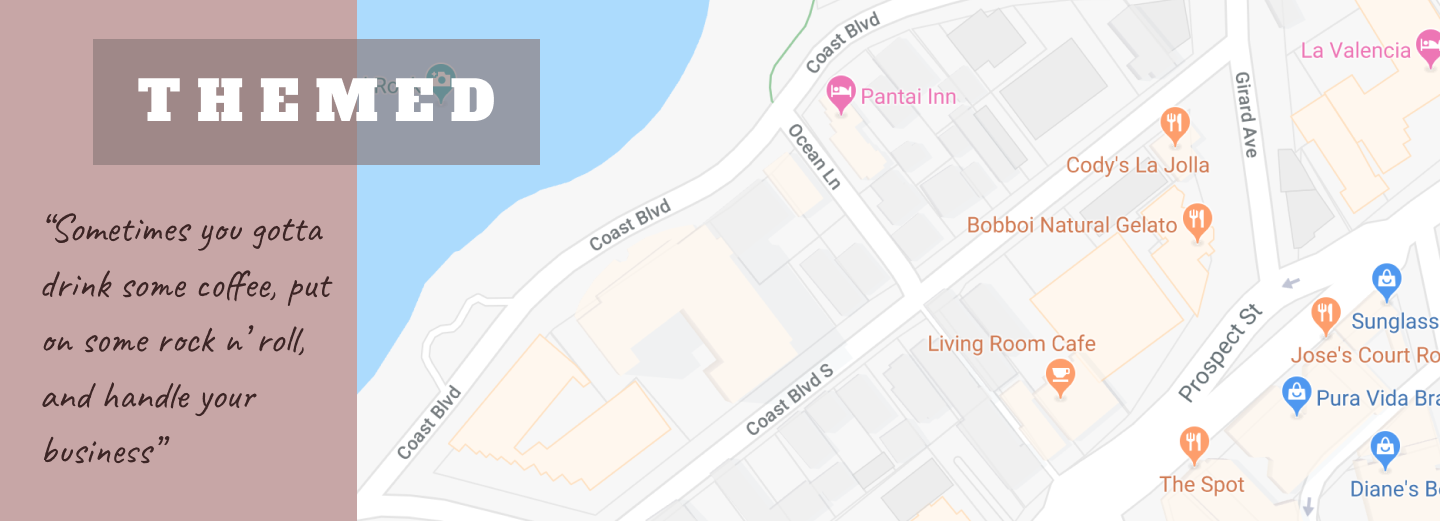 THEMED
“Sometimes you gotta
drink some coffee, put
on some rock n’ roll,
and handle your
business”
Coast Blvd
La Valencia
Pantai Inn
Girard Ave
Ocean Ln
Cody's La Jolla
Coast Blvd
Bobboi Natural Gelato
Sunglass
Living Room Cafe
Prospect St
Jose's Court Ro
Coast Blvd S
Pura Vida Bra
Coast Blvd
The Spot
Diane's B